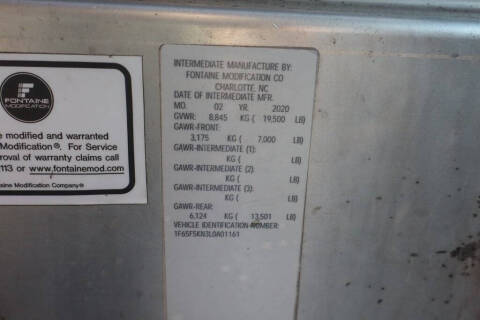 FONTAINE
MODIFICATION
e modified and warranted
Modification®. For Service
roval of warranty claims call
1113 or www.fontainemod.com
taine Modification Company®
INTERMEDIATE MANUFACTURE BY:
FONTAINE MODIFICATION CO
CHARLOTTE, NC
DATE OF INTERMEDIATE MFR.
MO. 02 YR. 2020
GVWR: 8,845 KG ( 19,500 LB)
GAWR-FRONT:
3,175 KG ( 7,000 LB)
GAWR-INTERMEDIATE (1):
KG ( LB)
GAWR-INTERMEDIATE (2):
KG ( LB)
GAWR-INTERMEDIATE (3):
KG ( LB)
GAWR-REAR:
6,124 KG ( 13,501 LB)
VEHICLE IDENTIFICATION NUMBER:
1F65F5KN3L0A01161